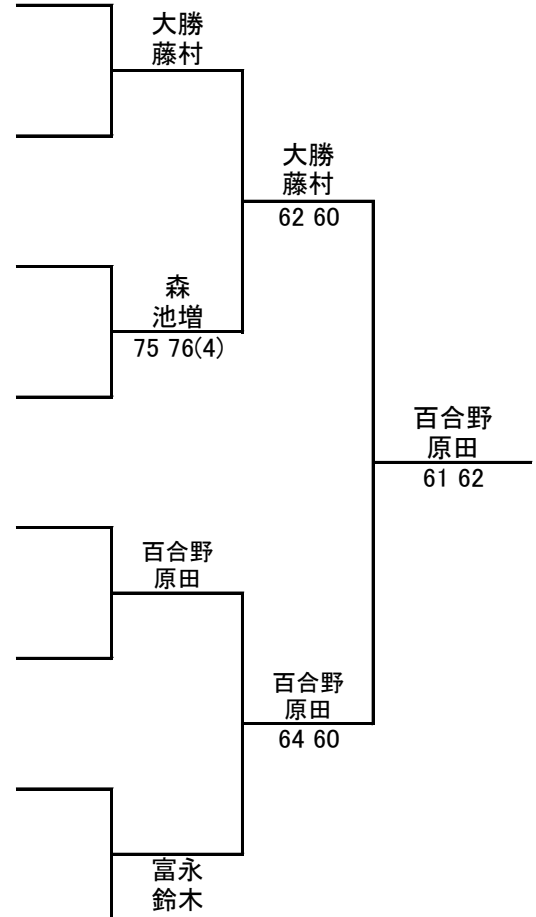 大勝
藤村
大勝
藤村
62 60
森
池増
75 76(4)
百合野
原田
61 62
百合野
原田
百合野
原田
64 60
富永
鈴木